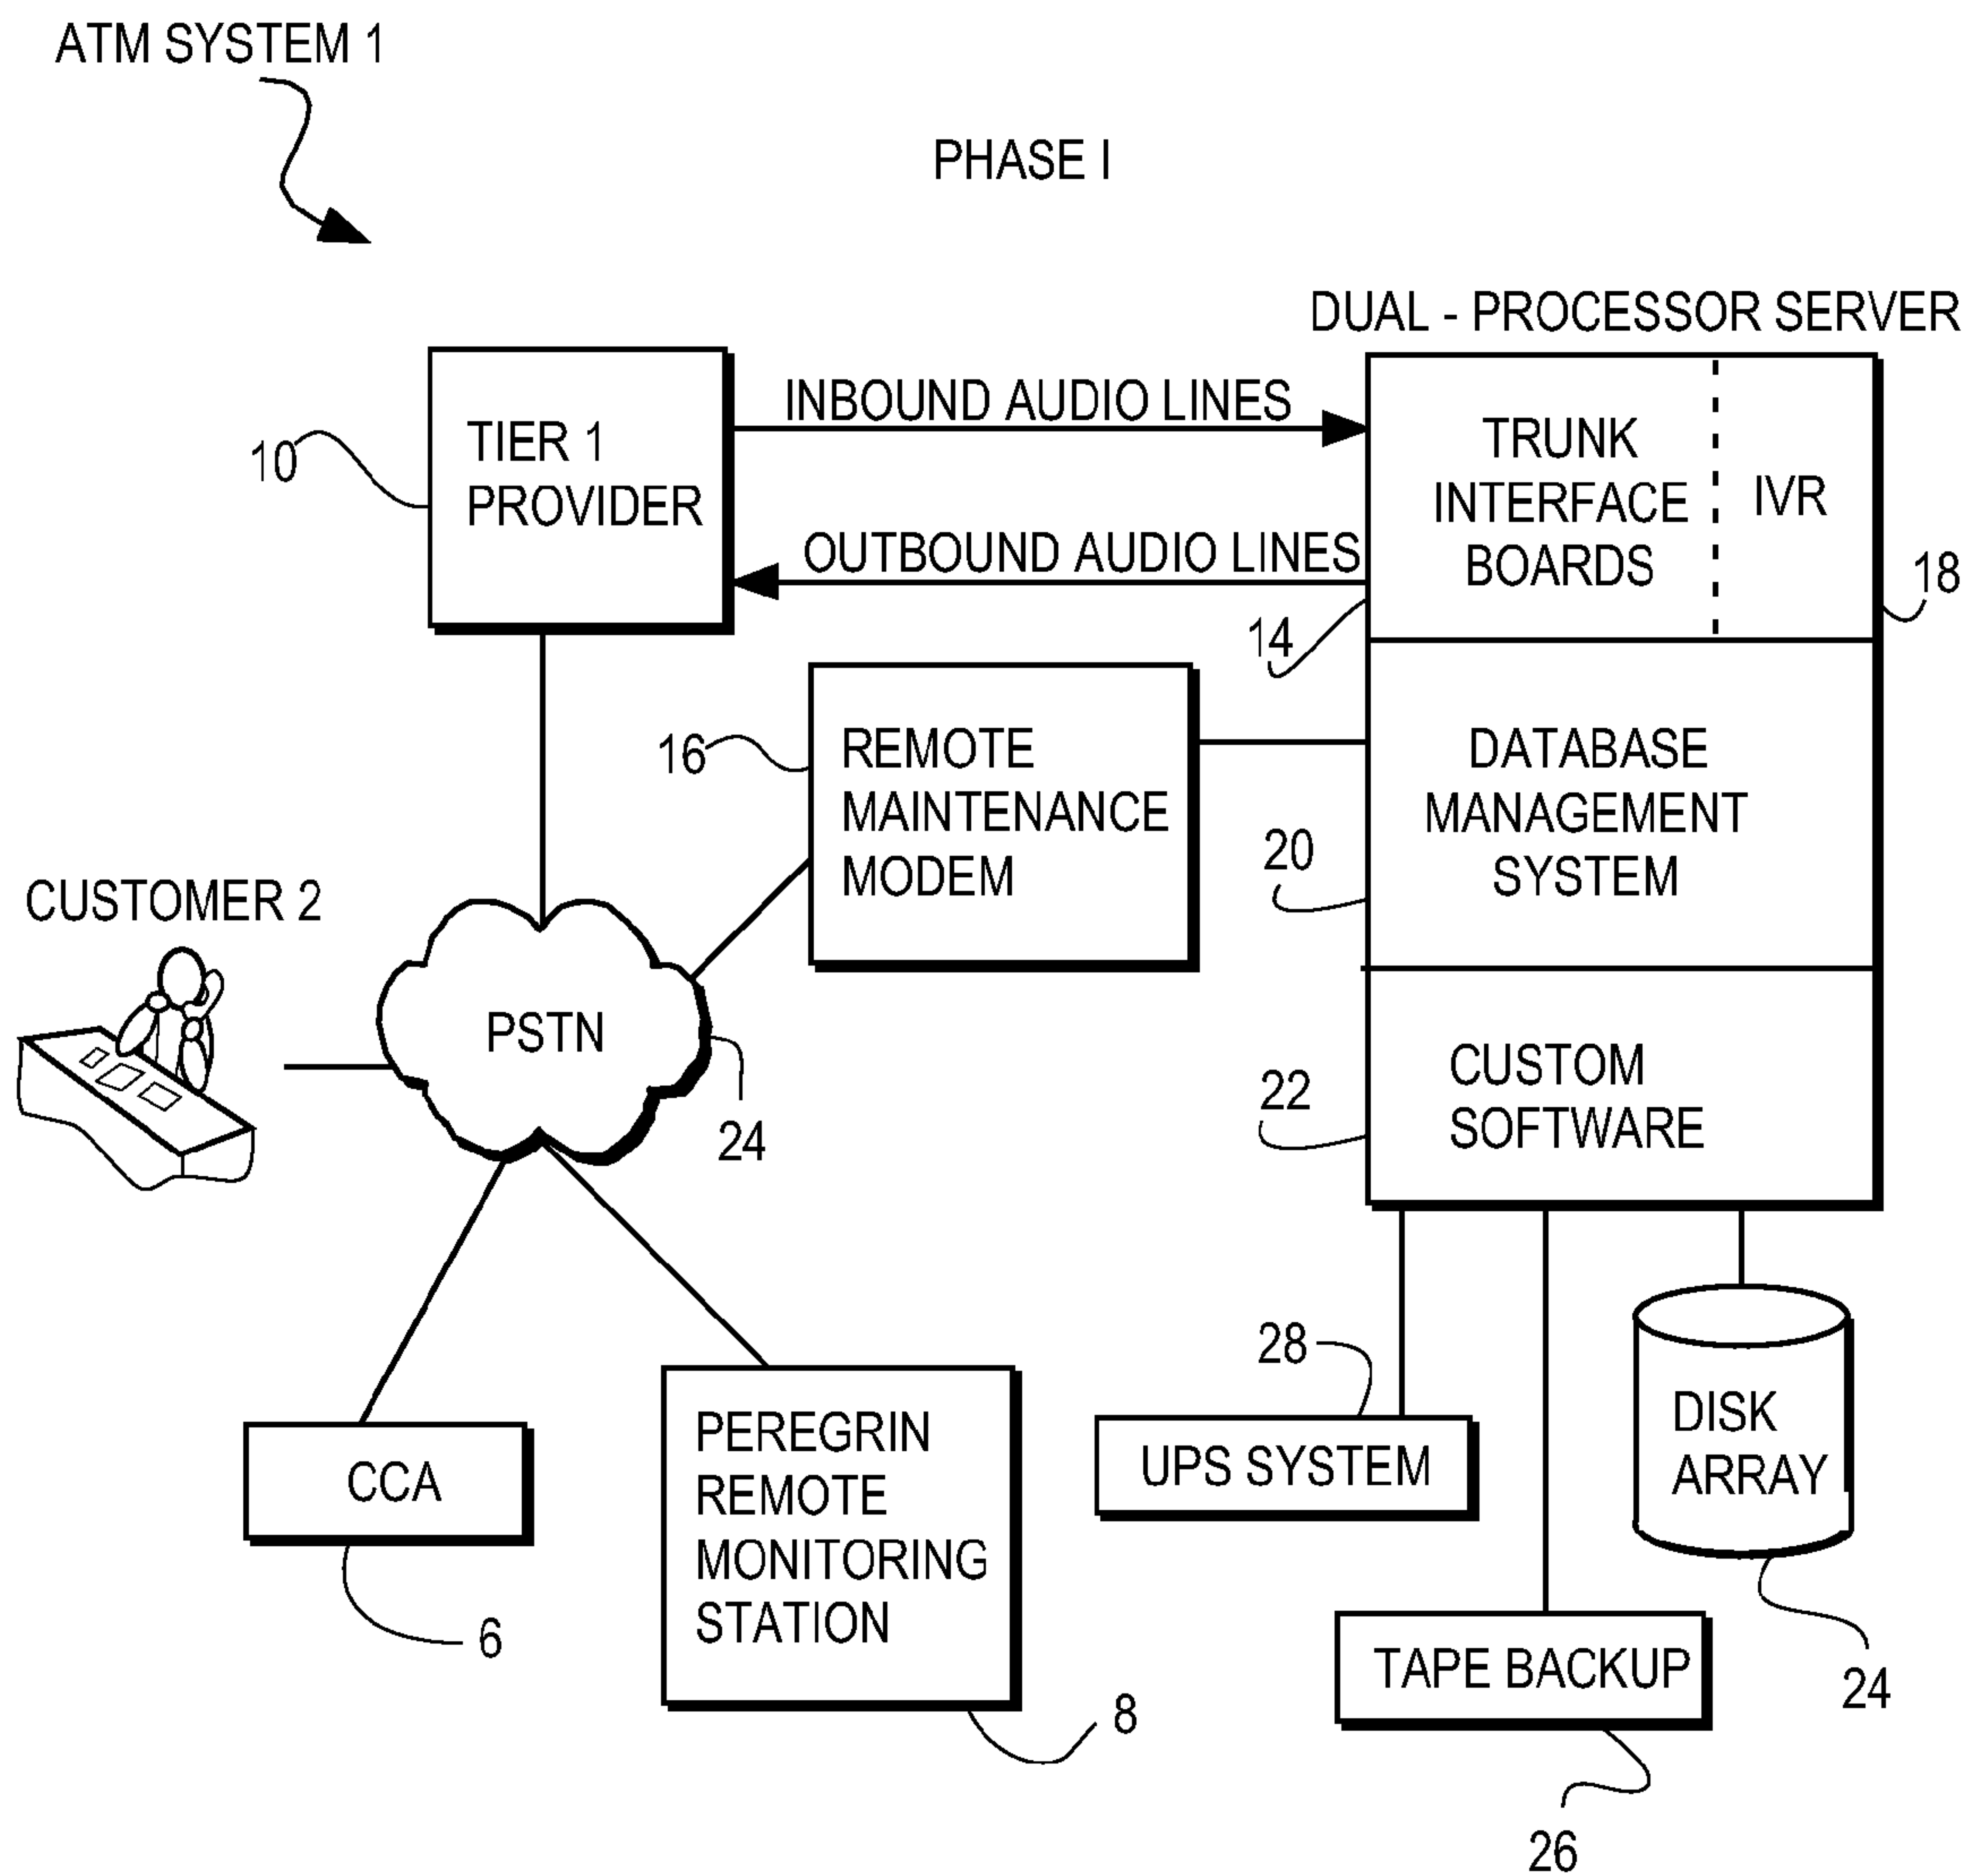 ATM SYSTEM 1
PHASE I
DUAL - PROCESSOR SERVER
TIER 1
PROVIDER
10
INBOUND AUDIO LINES
OUTBOUND AUDIO LINES
TRUNK
INTERFACE
BOARDS
IVR
18
14
16
REMOTE
MAINTENANCE
MODEM
DATABASE
MANAGEMENT
SYSTEM
20
CUSTOMER 2
PSTN
24
CUSTOM
SOFTWARE
22
28
UPS SYSTEM
DISK
ARRAY
24
CCA
6
PEREGRIN
REMOTE
MONITORING
STATION
8
TAPE BACKUP
26